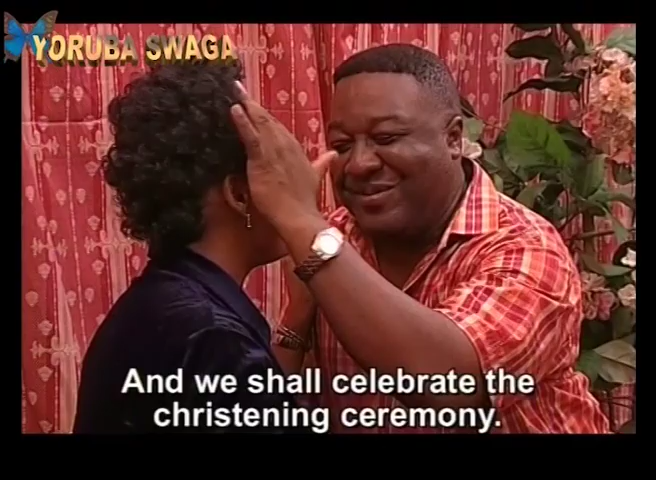 YORUBA SWAGA
And we shall celebrate the
christening ceremony.